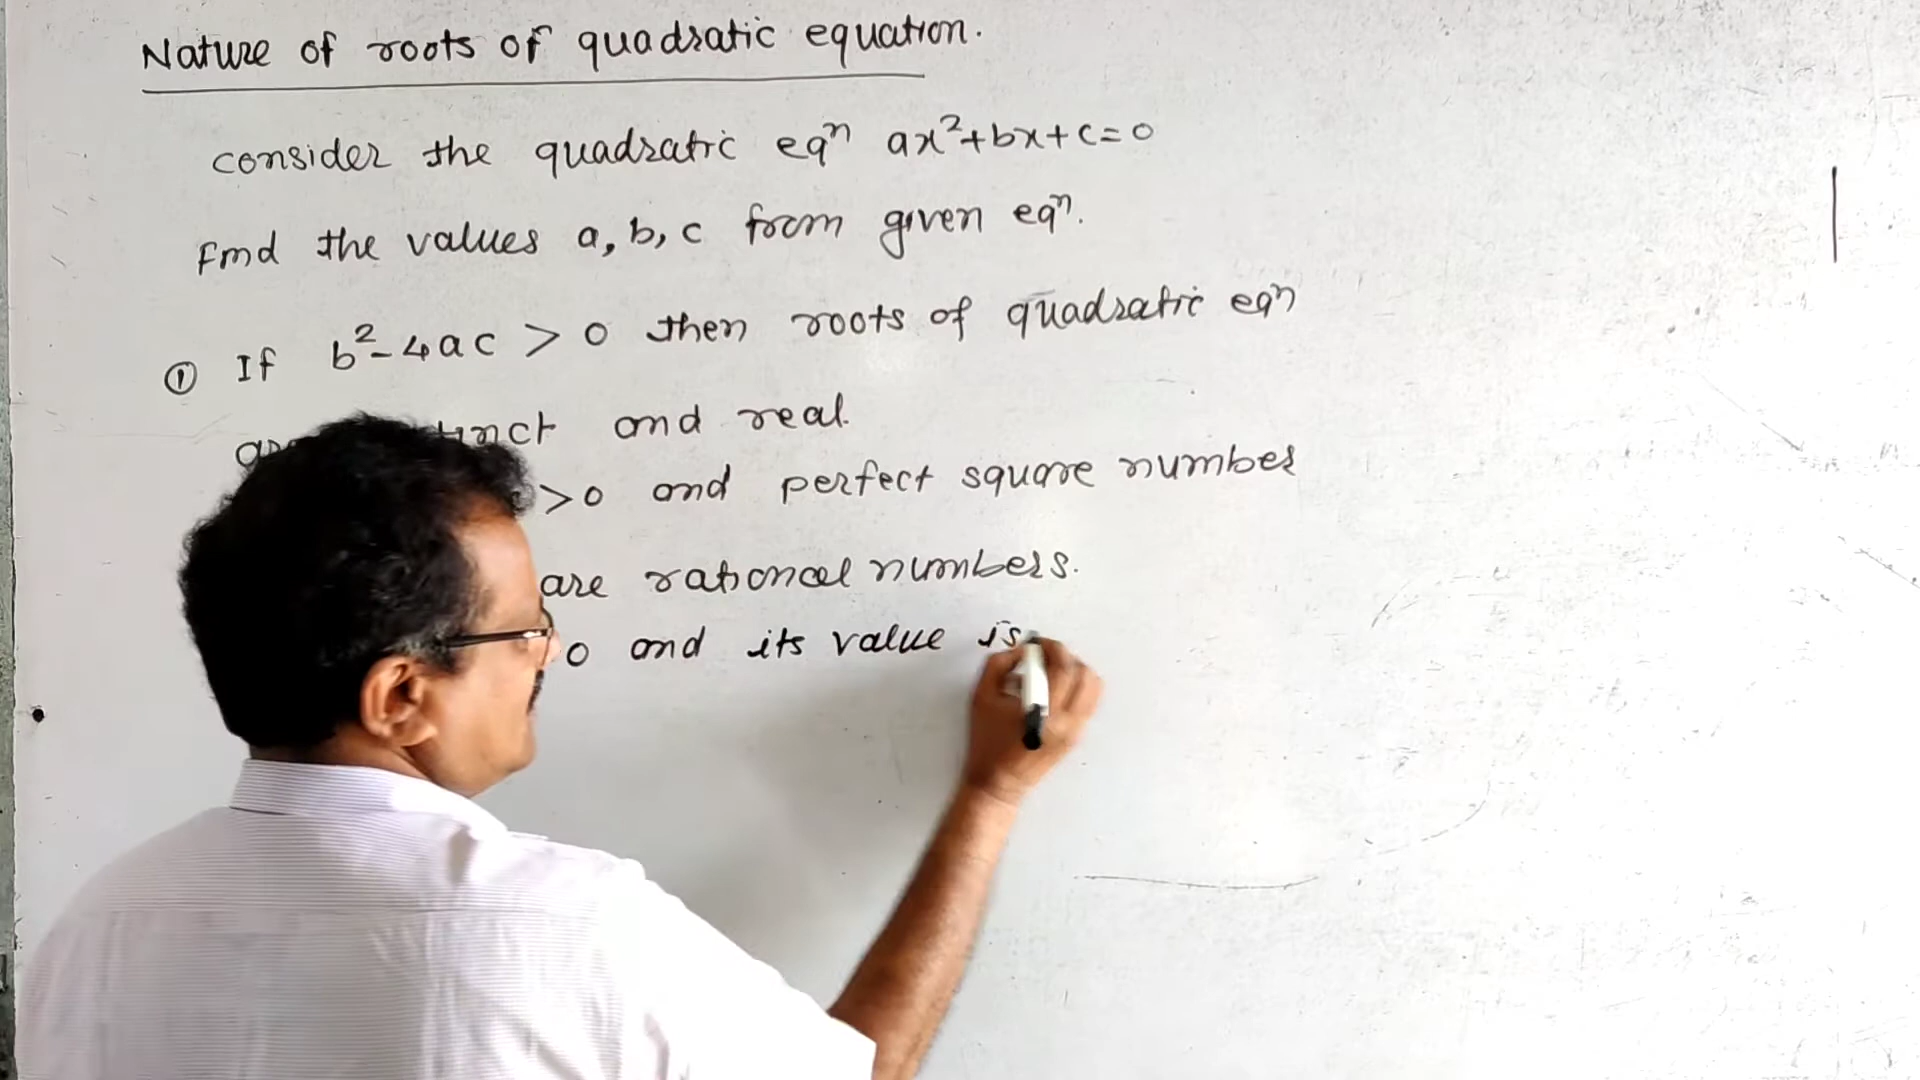 Nature of roots of quadratic equation.
consider the quadratic eqⁿ ax²+bx+c=0
Find the values a, b, c from given eqⁿ.
① If b²-4ac > 0 then roots of quadratic eqⁿ
and real.
>0 and perfect square number
are rational numbers.
0 and its value is